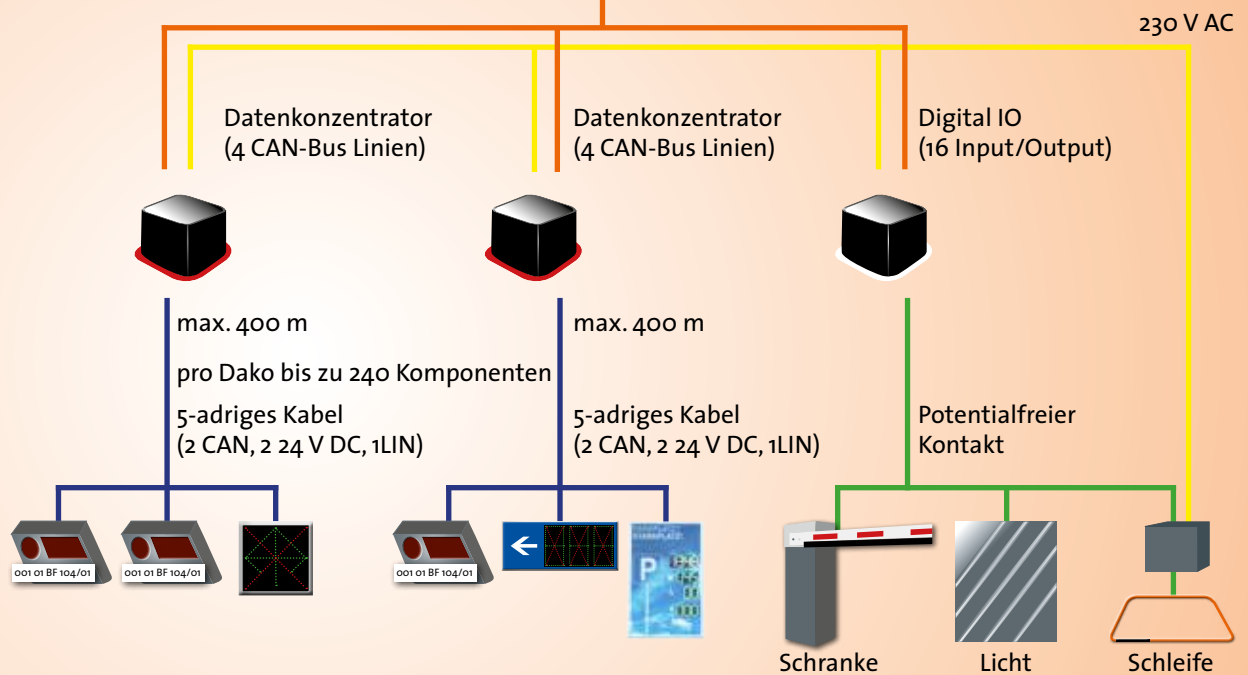 230 V AC
Datenkonzentrator
(4 CAN-Bus Linien)
Datenkonzentrator
(4 CAN-Bus Linien)
Digital IO
(16 Input/Output)
max. 400 m
pro Dako bis zu 240 Komponenten
5-adriges Kabel
(2 CAN, 2 24 V DC, 1LIN)
max. 400 m
5-adriges Kabel
(2 CAN, 2 24 V DC, 1LIN)
Potentialfreier
Kontakt
001 01 BF 104/01
001 01 BF 104/01
001 01 BF 104/01
P
Schranke
Licht
Schleife